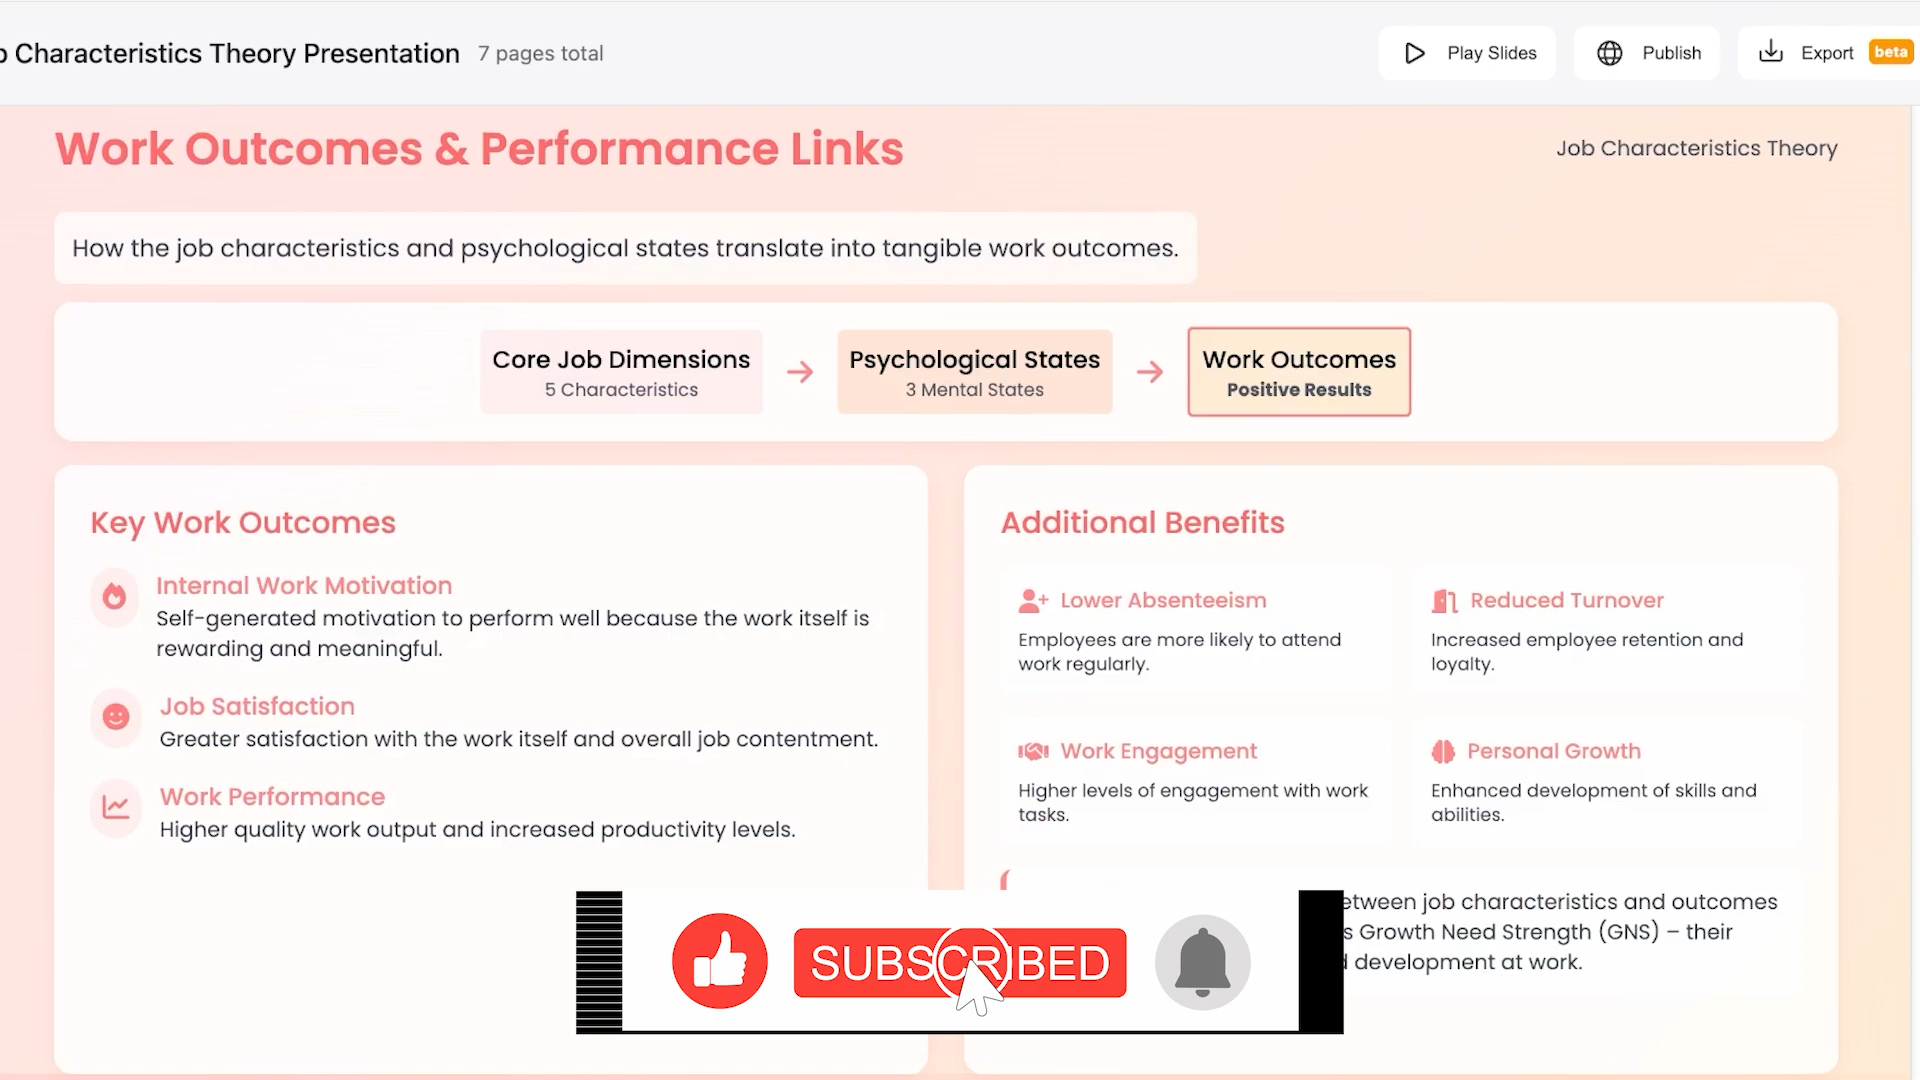 Characteristics Theory Presentation 7 pages total
Play Slides
Publish
Export beta
Work Outcomes & Performance Links
Job Characteristics Theory
How the job characteristics and psychological states translate into tangible work outcomes.
Core Job Dimensions
5 Characteristics
Psychological States
3 Mental States
Work Outcomes
Positive Results
Key Work Outcomes
Internal Work Motivation
Self-generated motivation to perform well because the work itself is
rewarding and meaningful.
Job Satisfaction
Greater satisfaction with the work itself and overall job contentment.
Work Performance
Higher quality work output and increased productivity levels.
Additional Benefits
Lower Absenteeism
Employees are more likely to attend
work regularly.
Reduced Turnover
Increased employee retention and
loyalty.
Work Engagement
Higher levels of engagement with work
tasks.
Personal Growth
Enhanced development of skills and
abilities.
job characteristics and outcomes
Growth Need Strength (GNS) – their
development at work.
SUBSCRIBED